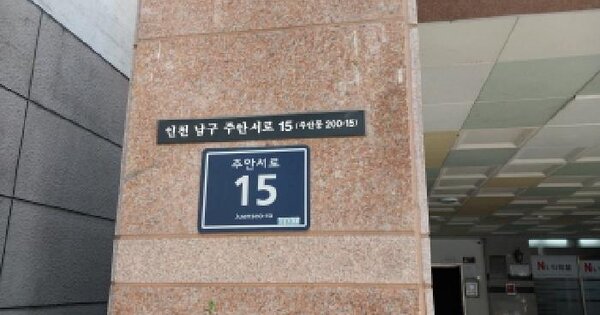 인천 남구 주안서로 15 (주안동 200-15)
주안서로
15
Juanseo-ro